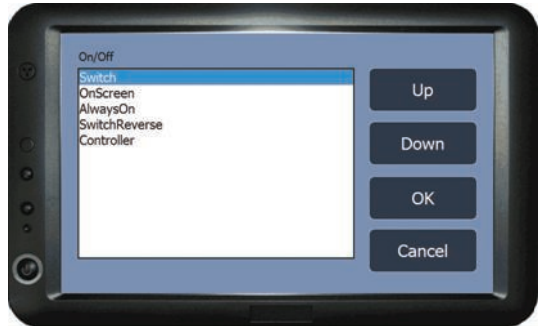 On/Off
Switch
OnScreen
AlwaysOn
SwitchReverse
Controller
Up
Down
OK
Cancel